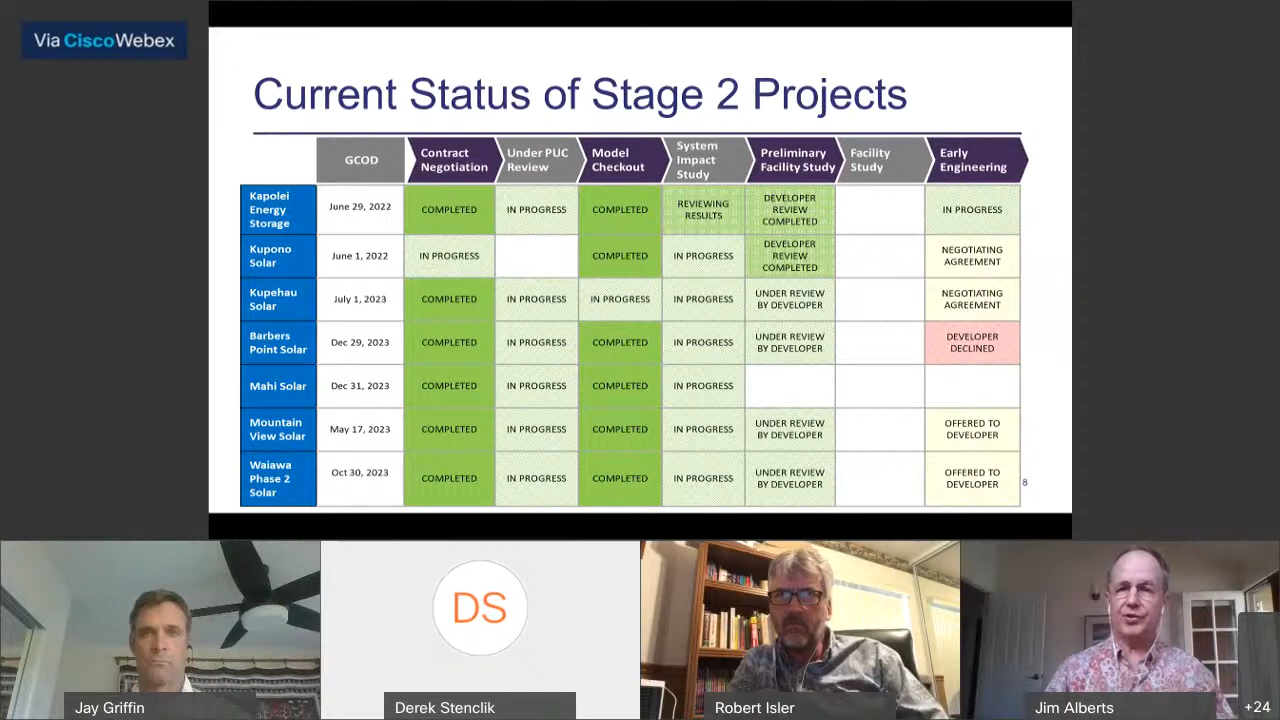 Via CiscoWebex
Current Status of Stage 2 Projects
GCOD
Contract
Negotiation
Under PUC
Review
Model
Checkout
System
Impact
Study
Preliminary
Facility Study
Facility
Study
Early
Engineering
Kapolei
Energy
Storage
June 29, 2022
COMPLETED
IN PROGRESS
COMPLETED
REVIEWING
RESULTS
DEVELOPER
REVIEW
COMPLETED
IN PROGRESS
Kupono
Solar
June 1, 2022
IN PROGRESS
COMPLETED
IN PROGRESS
DEVELOPER
REVIEW
COMPLETED
NEGOTIATING
AGREEMENT
Kupehau
Solar
July 1, 2023
COMPLETED
IN PROGRESS
IN PROGRESS
IN PROGRESS
UNDER REVIEW
BY DEVELOPER
NEGOTIATING
AGREEMENT
Barbers
Point Solar
Dec 29, 2023
COMPLETED
IN PROGRESS
COMPLETED
IN PROGRESS
UNDER REVIEW
BY DEVELOPER
DEVELOPER
DECLINED
Mahi Solar
Dec 31, 2023
COMPLETED
IN PROGRESS
COMPLETED
IN PROGRESS
Mountain
View Solar
May 17, 2023
COMPLETED
IN PROGRESS
COMPLETED
IN PROGRESS
UNDER REVIEW
BY DEVELOPER
OFFERED TO
DEVELOPER
Waiawa
Phase 2
Solar
Oct 30, 2023
COMPLETED
IN PROGRESS
COMPLETED
IN PROGRESS
UNDER REVIEW
BY DEVELOPER
OFFERED TO
DEVELOPER
8
DS
Jay Griffin
Derek Stenclik
Robert Isler
Jim Alberts
+24